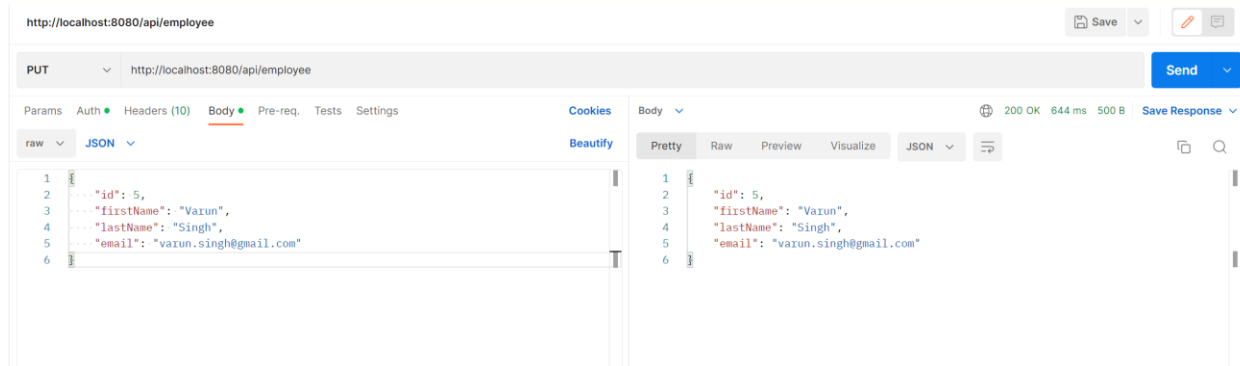 http://localhost:8080/api/employee
Save
PUT http://localhost:8080/api/employee Send
Params Auth Headers (10) Body Pre-req. Tests Settings Cookies
raw JSON Beautify
1 {
2 "id": 5,
3 "firstName": "Varun",
4 "lastName": "Singh",
5 "email": "varun.singh@gmail.com"
6 }
Body 200 OK 644 ms 500 B Save Response
Pretty Raw Preview Visualize JSON
1 {
2 "id": 5,
3 "firstName": "Varun",
4 "lastName": "Singh",
5 "email": "varun.singh@gmail.com"
6 }